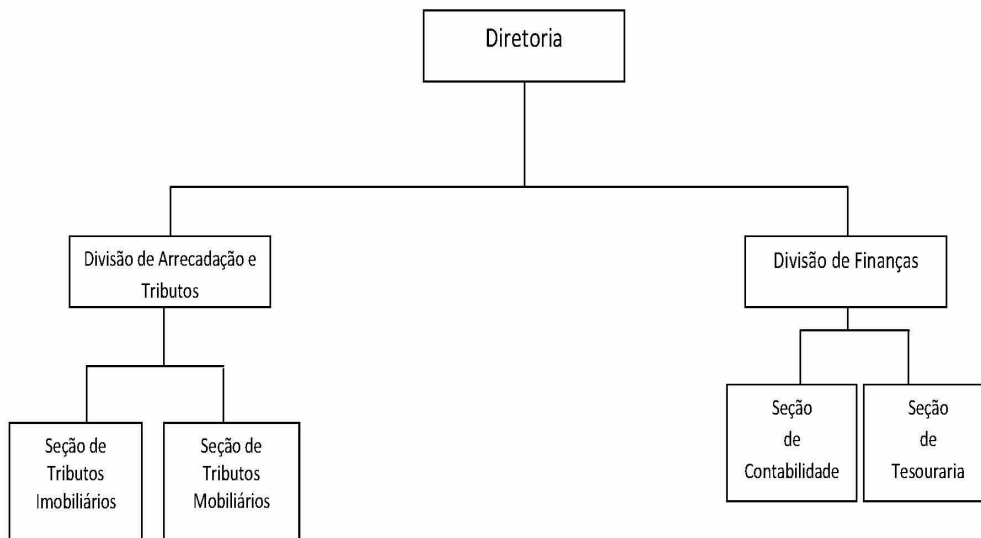 Diretoria
Divisão de Arrecadação e
Tributos
Divisão de Finanças
Seção de
Tributos
Imobiliários
Seção de
Tributos
Mobiliários
Seção
de
Contabilidade
Seção
de
Tesouraria